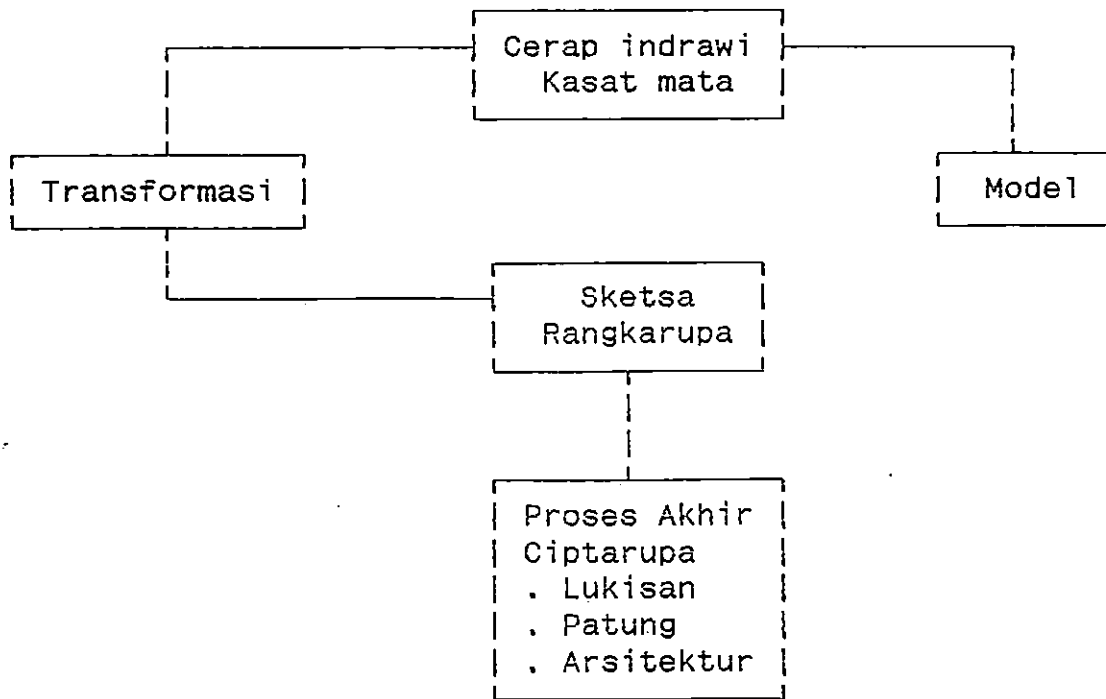 Cerap indrawi
Kasat mata
Transformasi
Model
Sketsa
Rangkarupa
Proses Akhir
Ciptarupa
. Lukisan
. Patung
. Arsitektur